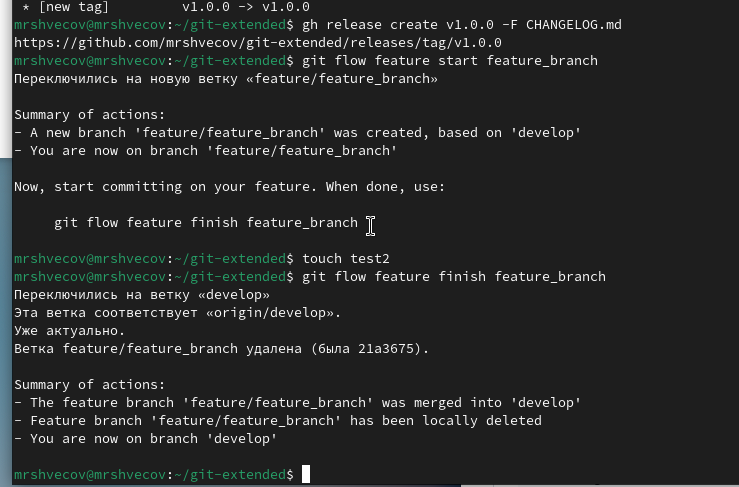 * [new tag]         v1.0.0 -> v1.0.0
mrshvecov@mrshvecov:~/git-extended$ gh release create v1.0.0 -F CHANGELOG.md
https://github.com/mrshvecov/git-extended/releases/tag/v1.0.0
mrshvecov@mrshvecov:~/git-extended$ git flow feature start feature_branch
Переключились на новую ветку «feature/feature_branch»
Summary of actions:
- A new branch 'feature/feature_branch' was created, based on 'develop'
- You are now on branch 'feature/feature_branch'
Now, start committing on your feature. When done, use:
git flow feature finish feature_branch
mrshvecov@mrshvecov:~/git-extended$ touch test2
mrshvecov@mrshvecov:~/git-extended$ git flow feature finish feature_branch
Переключились на ветку «develop»
Эта ветка соответствует «origin/develop».
Уже актуально.
Ветка feature/feature_branch удалена (была 21a3675).
Summary of actions:
- The feature branch 'feature/feature_branch' was merged into 'develop'
- Feature branch 'feature/feature_branch' has been locally deleted
- You are now on branch 'develop'
mrshvecov@mrshvecov:~/git-extended$